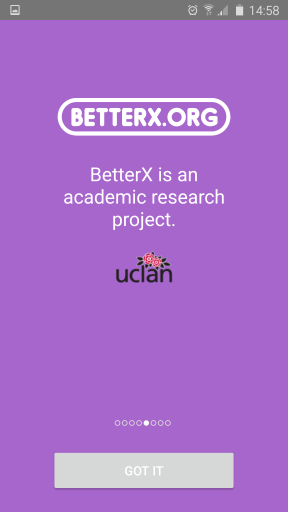 14:58
BETTERX.ORG
BetterX is an
academic research
project.
uclan
GOT IT